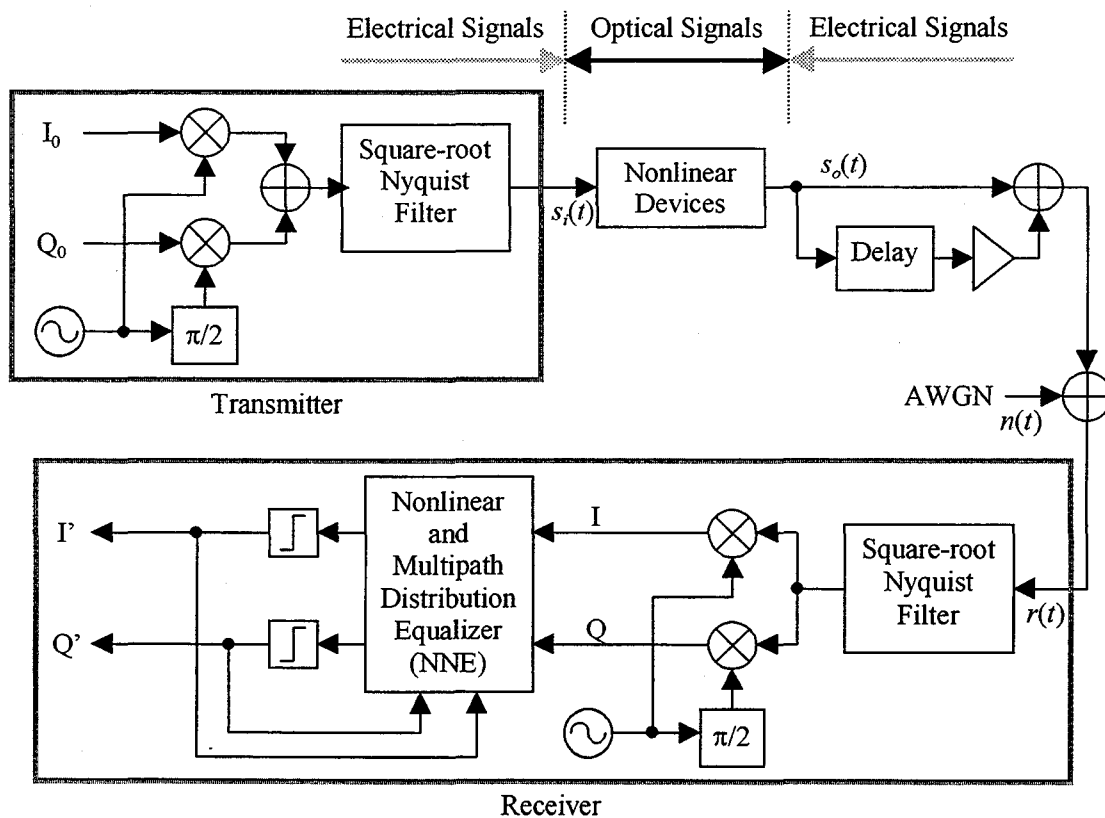 Electrical Signals
Optical Signals
Electrical Signals
I₀
Q₀
π/2
Square-root
Nyquist
Filter
sᵢ(t)
Transmitter
Nonlinear
Devices
sₒ(t)
Delay
AWGN
n(t)
I'
Q'
Nonlinear
and
Multipath
Distribution
Equalizer
(NNE)
I
Q
π/2
Square-root
Nyquist
Filter
r(t)
Receiver